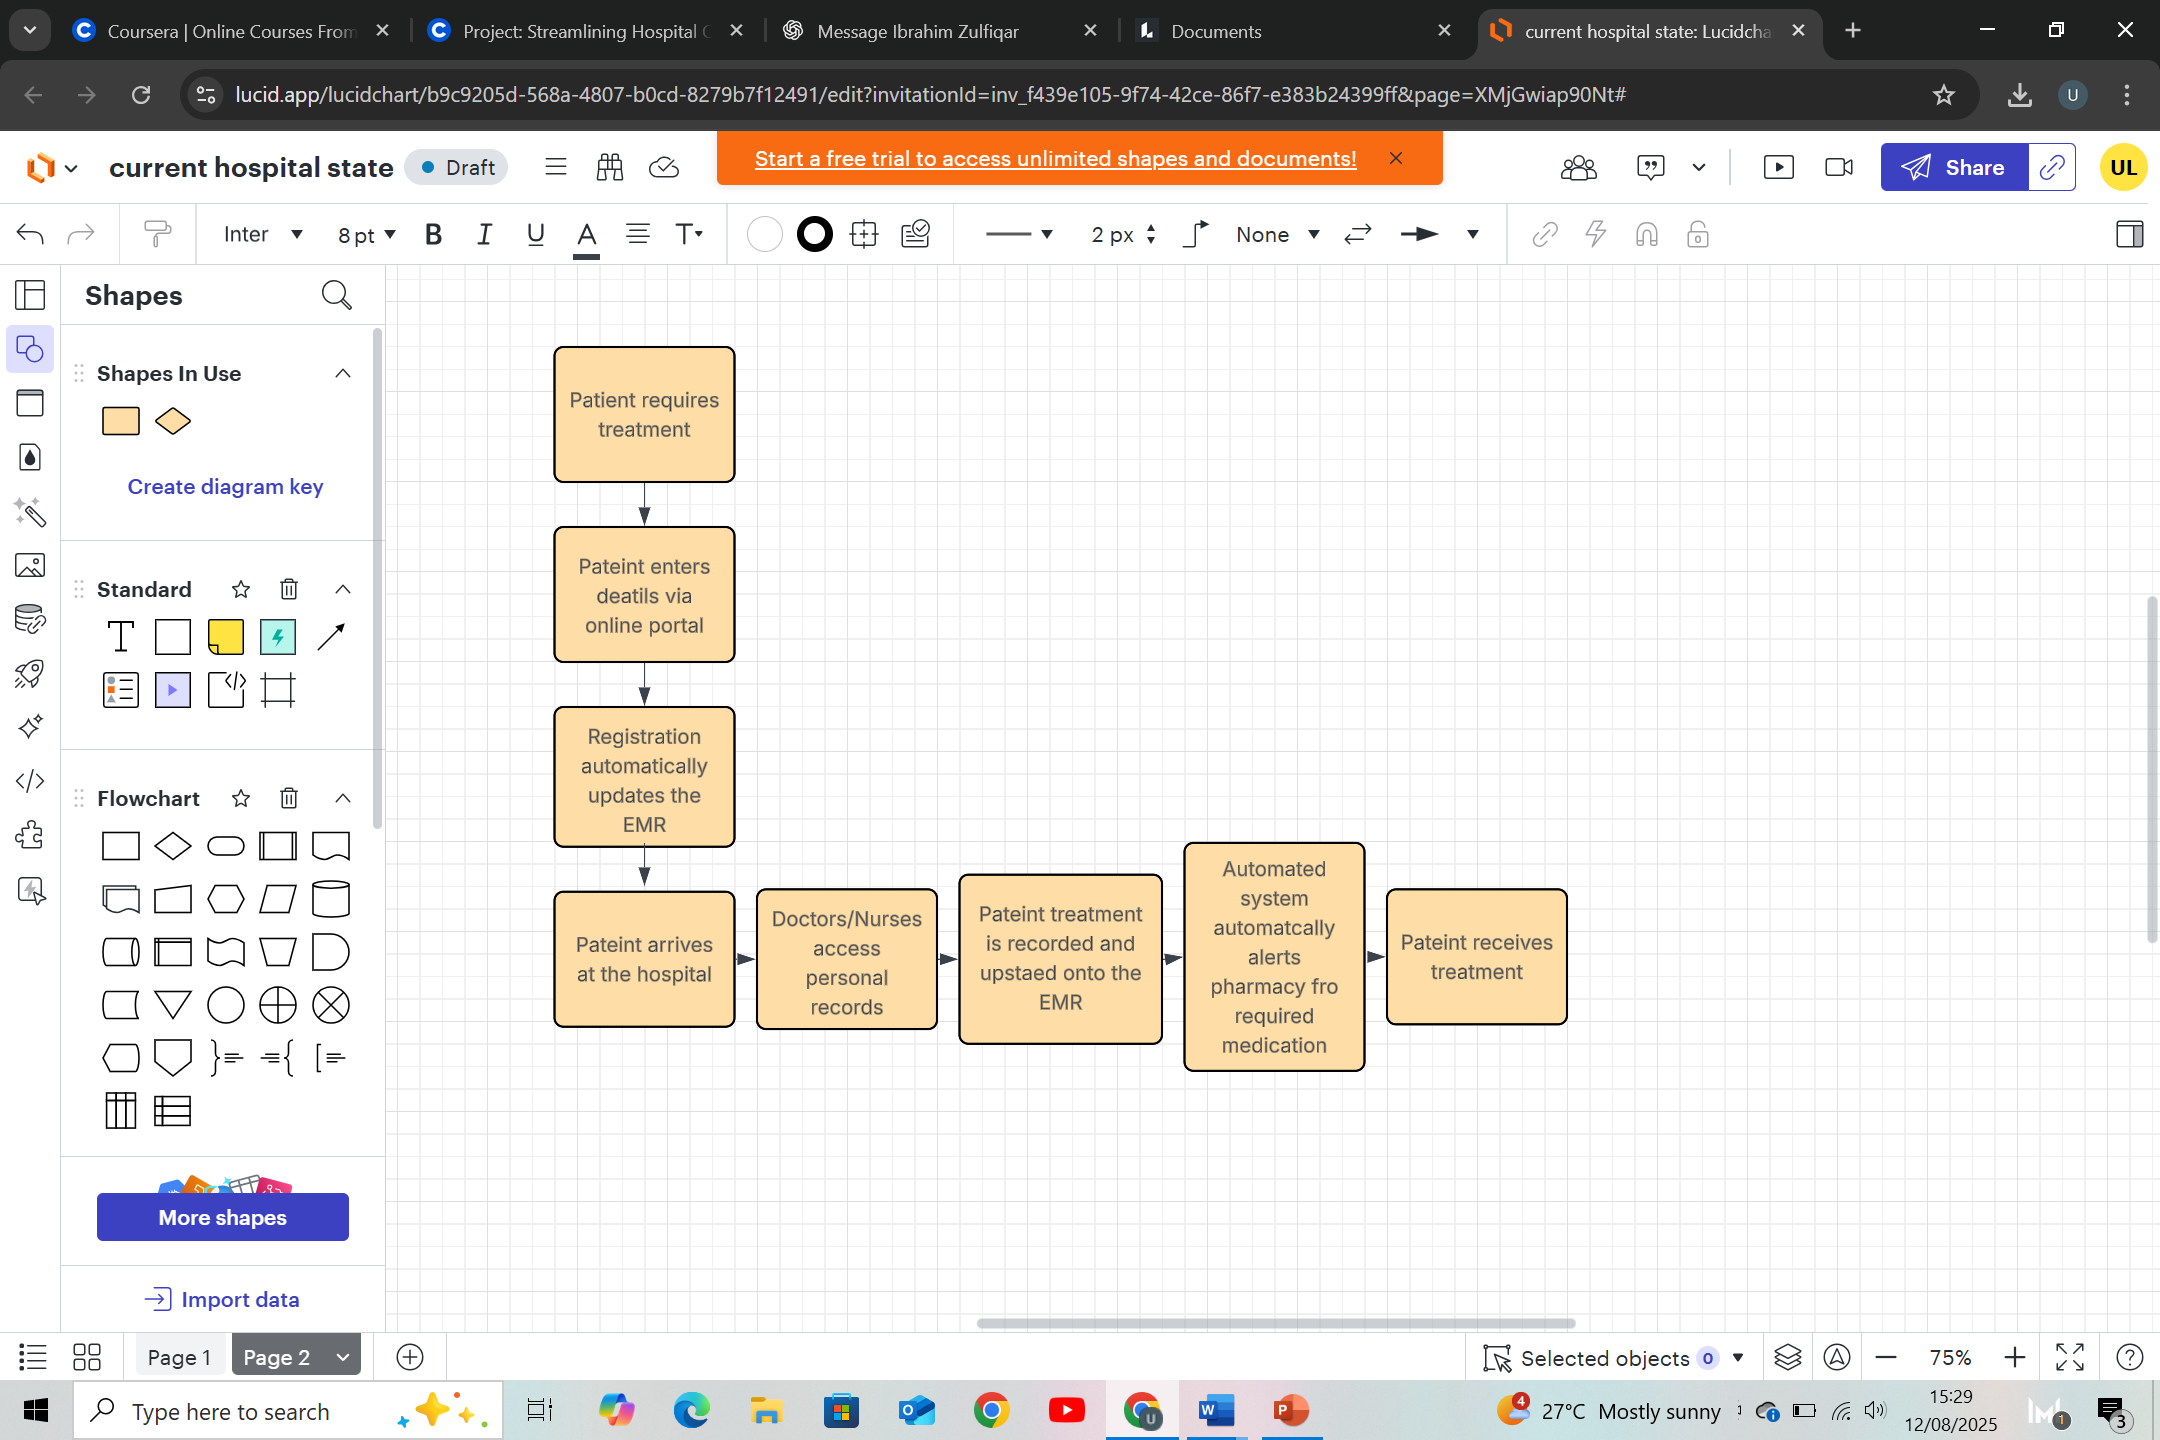 Coursera | Online Courses From
Project: Streamlining Hospital
Message Ibrahim Zulfiqar
Documents
current hospital state: Lucidcha
lucid.app/lucidchart/b9c9205d-568a-4807-b0cd-8279b7f12491/edit?invitationId=inv_f439e105-9f74-42ce-86f7-e383b24399ff&page=XMjGwiap90Nt#
U
current hospital state
Draft
Start a free trial to access unlimited shapes and documents!
Share
UL
Inter
8 pt
B
I
U
A
T
2 px
None
Shapes
Shapes In Use
Create diagram key
Standard
T
Flowchart
More shapes
Import data
Patient requires
treatment
Pateint enters
deatils via
online portal
Registration
automatically
updates the
EMR
Pateint arrives
at the hospital
Doctors/Nurses
access
personal
records
Pateint treatment
is recorded and
upstaed onto the
EMR
Automated
system
automatcally
alerts
pharmacy fro
required
medication
Pateint receives
treatment
Page 1
Page 2
Selected objects
0
75%
Type here to search
U
4
27°C Mostly sunny
15:29
12/08/2025
1
3